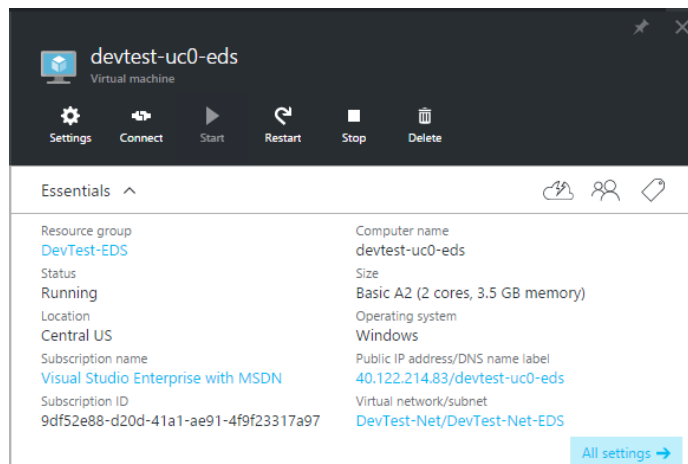 devtest-uc0-eds
Virtual machine
Settings Connect Start Restart Stop Delete
Essentials
Resource group
DevTest-EDS
Status
Running
Location
Central US
Subscription name
Visual Studio Enterprise with MSDN
Subscription ID
9df52e88-d20d-41a1-ae91-4f9f23317a97
Computer name
devtest-uc0-eds
Size
Basic A2 (2 cores, 3.5 GB memory)
Operating system
Windows
Public IP address/DNS name label
40.122.214.83/devtest-uc0-eds
Virtual network/subnet
DevTest-Net/DevTest-Net-EDS
All settings →